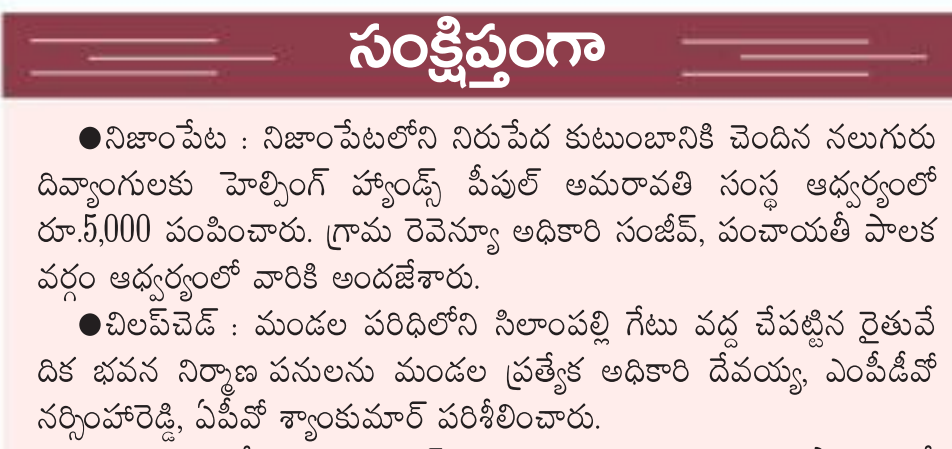 సంక్షిప్తంగా
●నిజాంపేట : నిజాంపేటలోని నిరుపేద కుటుంబానికి చెందిన నలుగురు
దివ్యాంగులకు హెల్పింగ్ హ్యాండ్స్ పీపుల్ అమరావతి సంస్థ ఆధ్వర్యంలో
రూ.5,000 పంపించారు. గ్రామ రెవెన్యూ అధికారి సంజీవ్, పంచాయతీ పాలక
వర్గం ఆధ్వర్యంలో వారికి అందజేశారు.
●చిలప్‌చెడ్ : మండల పరిధిలోని సిలాంపల్లి గేటు వద్ద చేపట్టిన రైతువే
దిక భవన నిర్మాణ పనులను మండల ప్రత్యేక అధికారి దేవయ్య, ఎంపీడీవో
నర్సింహారెడ్డి, ఏపీవో శ్యాంకుమార్ పరిశీలించారు.